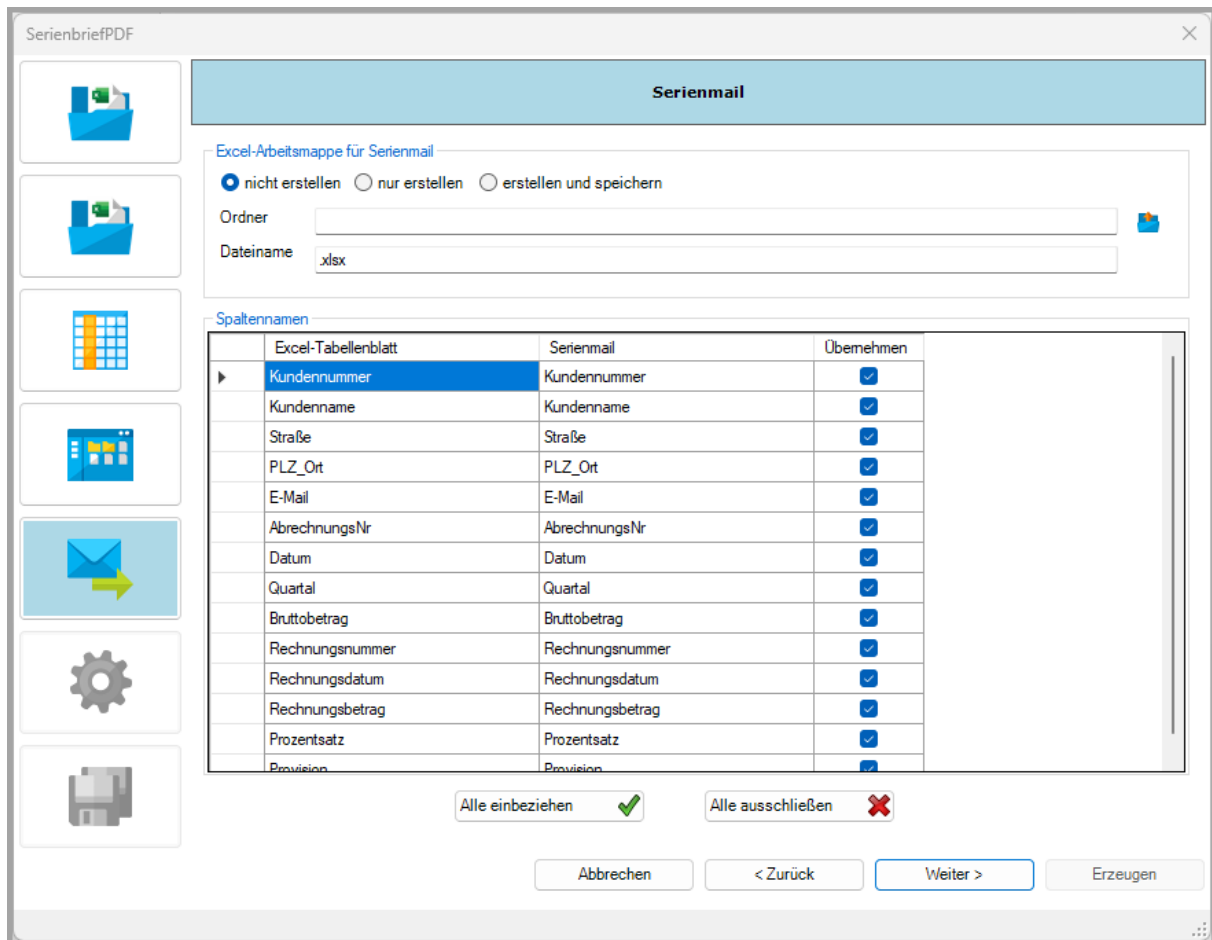 SerienbriefPDF
Serienmail
Excel-Arbeitsmappe für Serienmail
nicht erstellen nur erstellen erstellen und speichern
Ordner
Dateiname .xlsx
Spaltennamen
Excel-Tabellenblatt Serienmail Übernehmen
Kundennummer Kundennummer
Kundenname Kundenname
Straße Straße
PLZ_Ort PLZ_Ort
E-Mail E-Mail
AbrechnungsNr AbrechnungsNr
Datum Datum
Quartal Quartal
Bruttobetrag Bruttobetrag
Rechnungsnummer Rechnungsnummer
Rechnungsdatum Rechnungsdatum
Rechnungsbetrag Rechnungsbetrag
Prozentsatz Prozentsatz
Provision Provision
Alle einbeziehen Alle ausschließen
Abbrechen < Zurück Weiter > Erzeugen